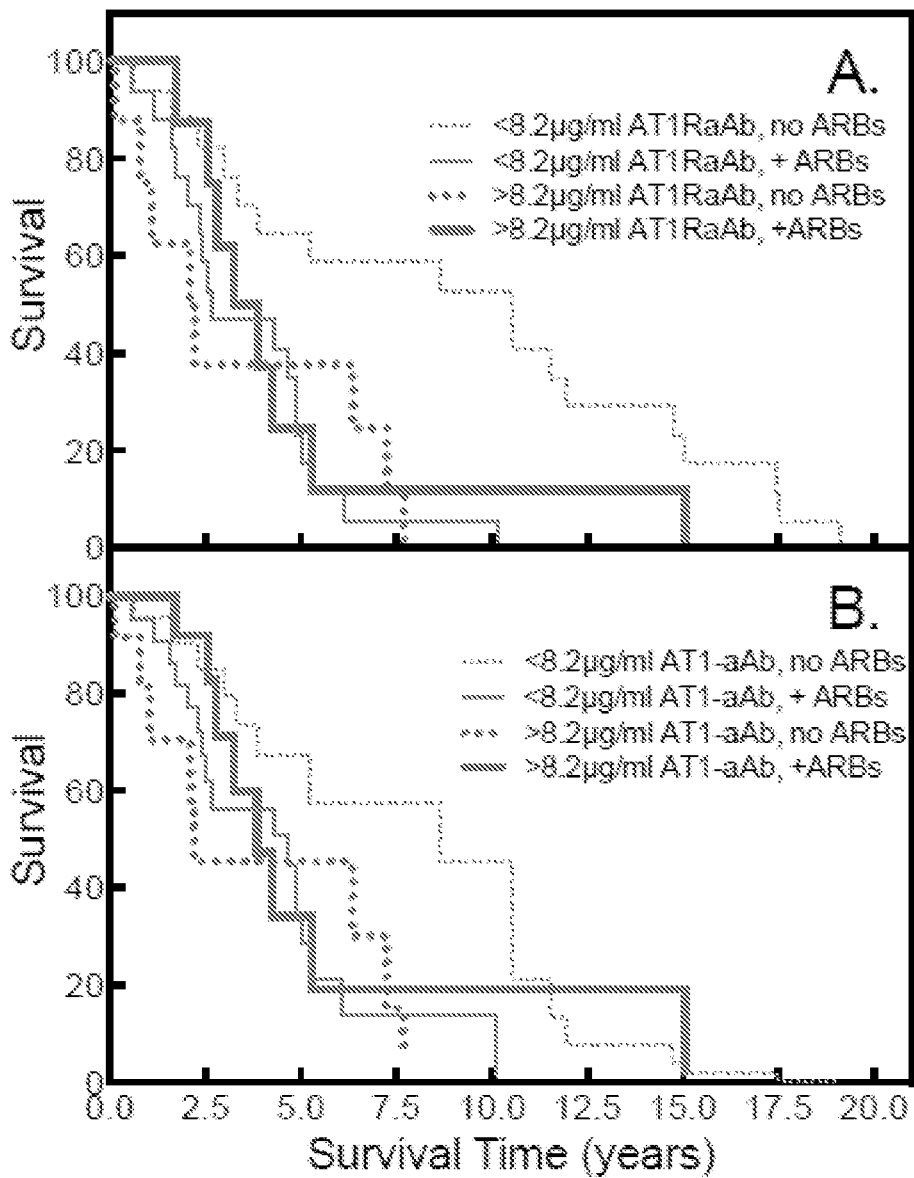 A.
100
80
60
40
20
0
Survival
<8.2µg/ml AT1RaAb, no ARBs
<8.2µg/ml AT1RaAb, + ARBs
>8.2µg/ml AT1RaAb, no ARBs
>8.2µg/ml AT1RaAb, +ARBs
B.
100
80
60
40
20
0
Survival
<8.2µg/ml AT1-aAb, no ARBs
<8.2µg/ml AT1-aAb, + ARBs
>8.2µg/ml AT1-aAb, no ARBs
>8.2µg/ml AT1-aAb, +ARBs
0.0 2.5 5.0 7.5 10.0 12.5 15.0 17.5 20.0
Survival Time (years)